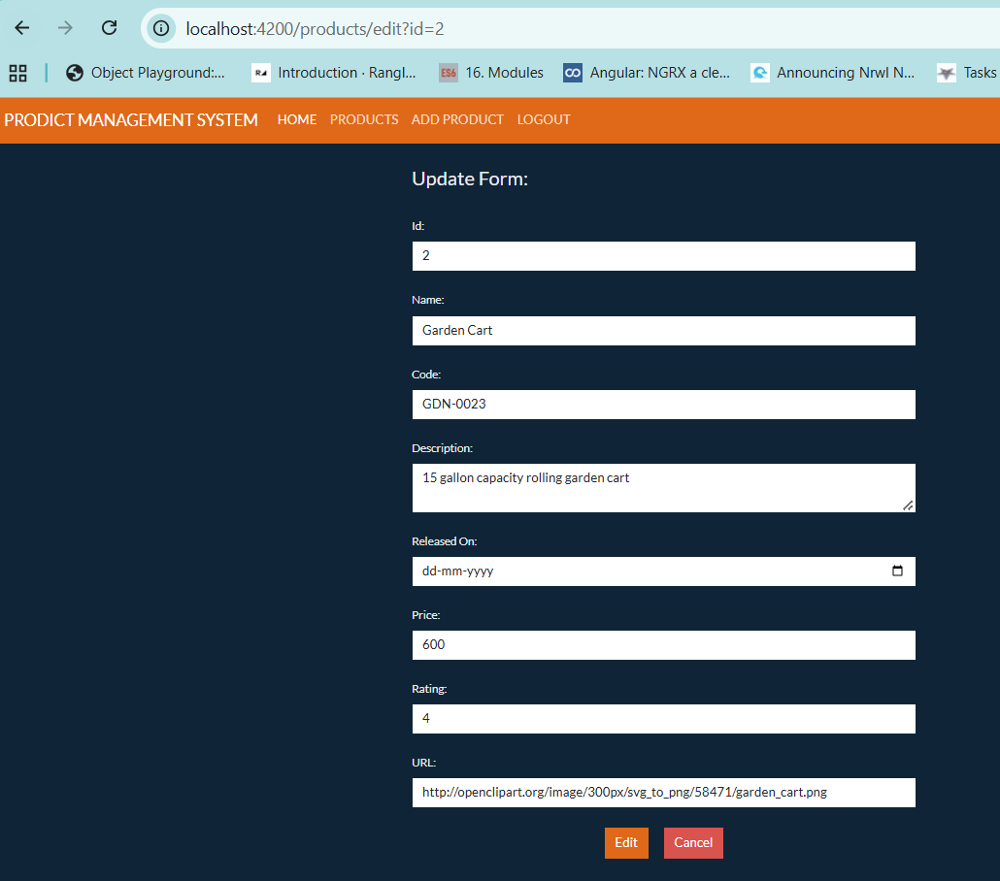 localhost:4200/products/edit?id=2
Object Playground:... R♦ Introduction · Rangl... ES6 16. Modules Angular: NGRX a cle... Announcing Nrwl N... Tasks
PRODICT MANAGEMENT SYSTEM HOME PRODUCTS ADD PRODUCT LOGOUT
Update Form:
Id:
2
Name:
Garden Cart
Code:
GDN-0023
Description:
15 gallon capacity rolling garden cart
Released On:
dd-mm-yyyy
Price:
600
Rating:
4
URL:
http://openclipart.org/image/300px/svg_to_png/58471/garden_cart.png
Edit Cancel